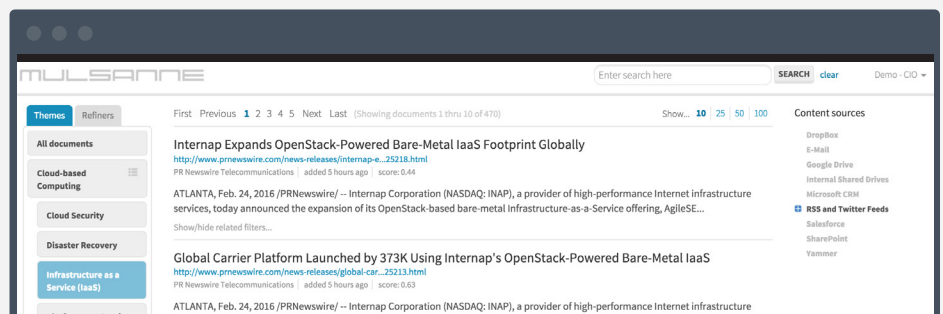 MULSANNE
Enter search here
SEARCH clear Demo - CIO
Themes Refiners
First Previous 1 2 3 4 5 Next Last (Showing documents 1 thru 10 of 470)
Show... 10 25 50 100
Content sources
All documents
Cloud-based
Computing
Cloud Security
Disaster Recovery
Infrastructure as a
Service (IaaS)
Internap Expands OpenStack-Powered Bare-Metal IaaS Footprint Globally
http://www.prnewswire.com/news-releases/internap-e...25218.html
PR Newswire Telecommunications added 5 hours ago score: 0.44
ATLANTA, Feb. 24, 2016 /PRNewswire/ -- Internap Corporation (NASDAQ: INAP), a provider of high-performance Internet infrastructure
services, today announced the expansion of its OpenStack-based bare-metal Infrastructure-as-a-Service offering, AgileSE...
Show/hide related filters...
Global Carrier Platform Launched by 373K Using Internap's OpenStack-Powered Bare-Metal IaaS
http://www.prnewswire.com/news-releases/global-car...25213.html
PR Newswire Telecommunications added 5 hours ago score: 0.63
ATLANTA, Feb. 24, 2016 /PRNewswire/ -- Internap Corporation (NASDAQ: INAP), a provider of high-performance Internet infrastructure
DropBox
E-Mail
Google Drive
Internal Shared Drives
Microsoft CRM
RSS and Twitter Feeds
Salesforce
SharePoint
Yammer